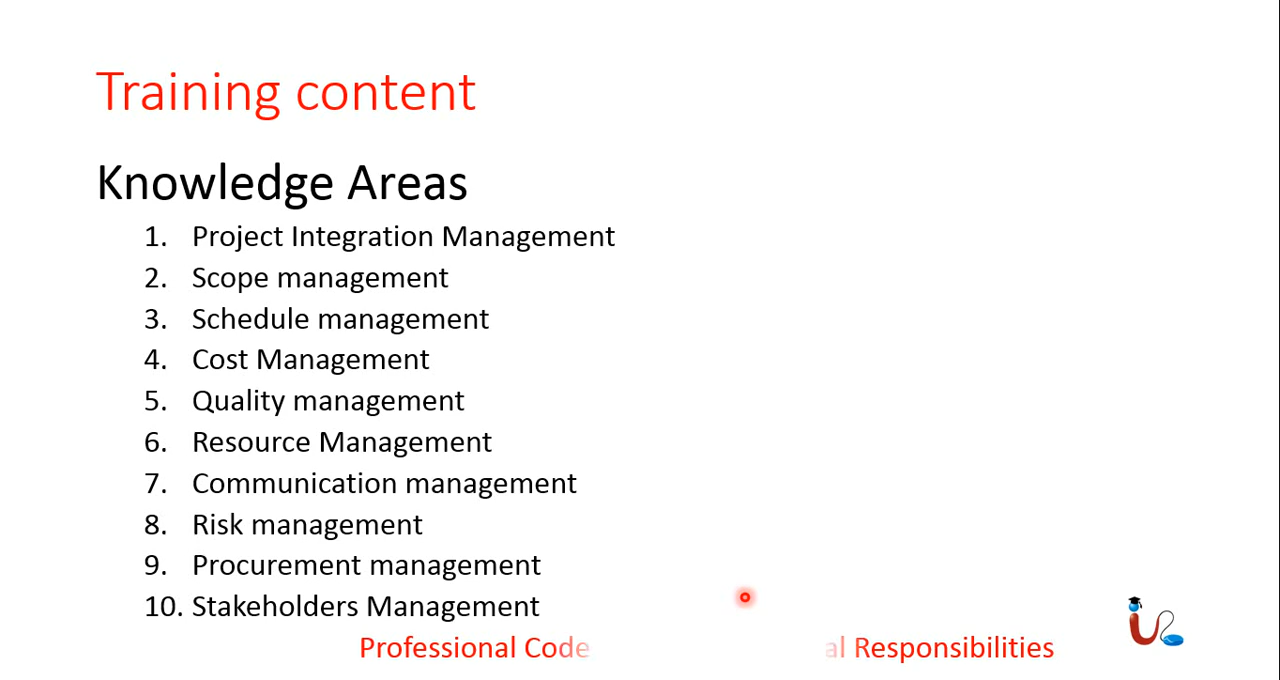 Training content
Knowledge Areas
1. Project Integration Management
2. Scope management
3. Schedule management
4. Cost Management
5. Quality management
6. Resource Management
7. Communication management
8. Risk management
9. Procurement management
10. Stakeholders Management
Professional Code al Responsibilities